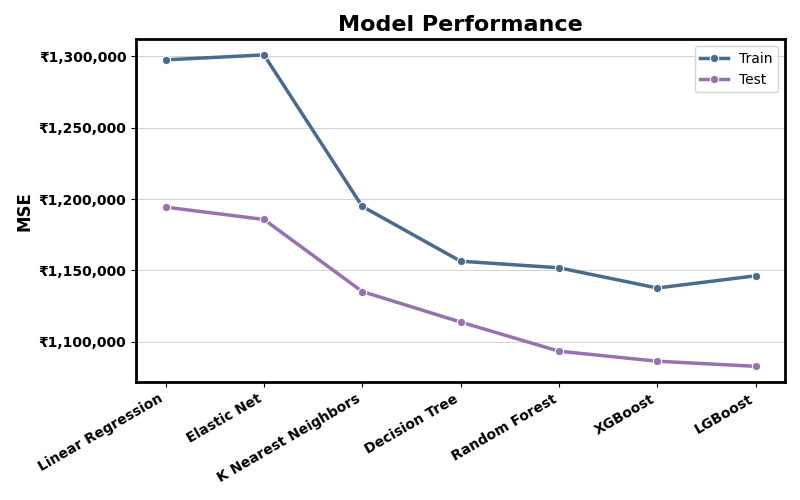 Model Performance
₹1,300,000
₹1,250,000
₹1,200,000
₹1,150,000
₹1,100,000
MSE
Train
Test
Linear Regression
Elastic Net
K Nearest Neighbors
Decision Tree
Random Forest
XGBoost
LGBoost